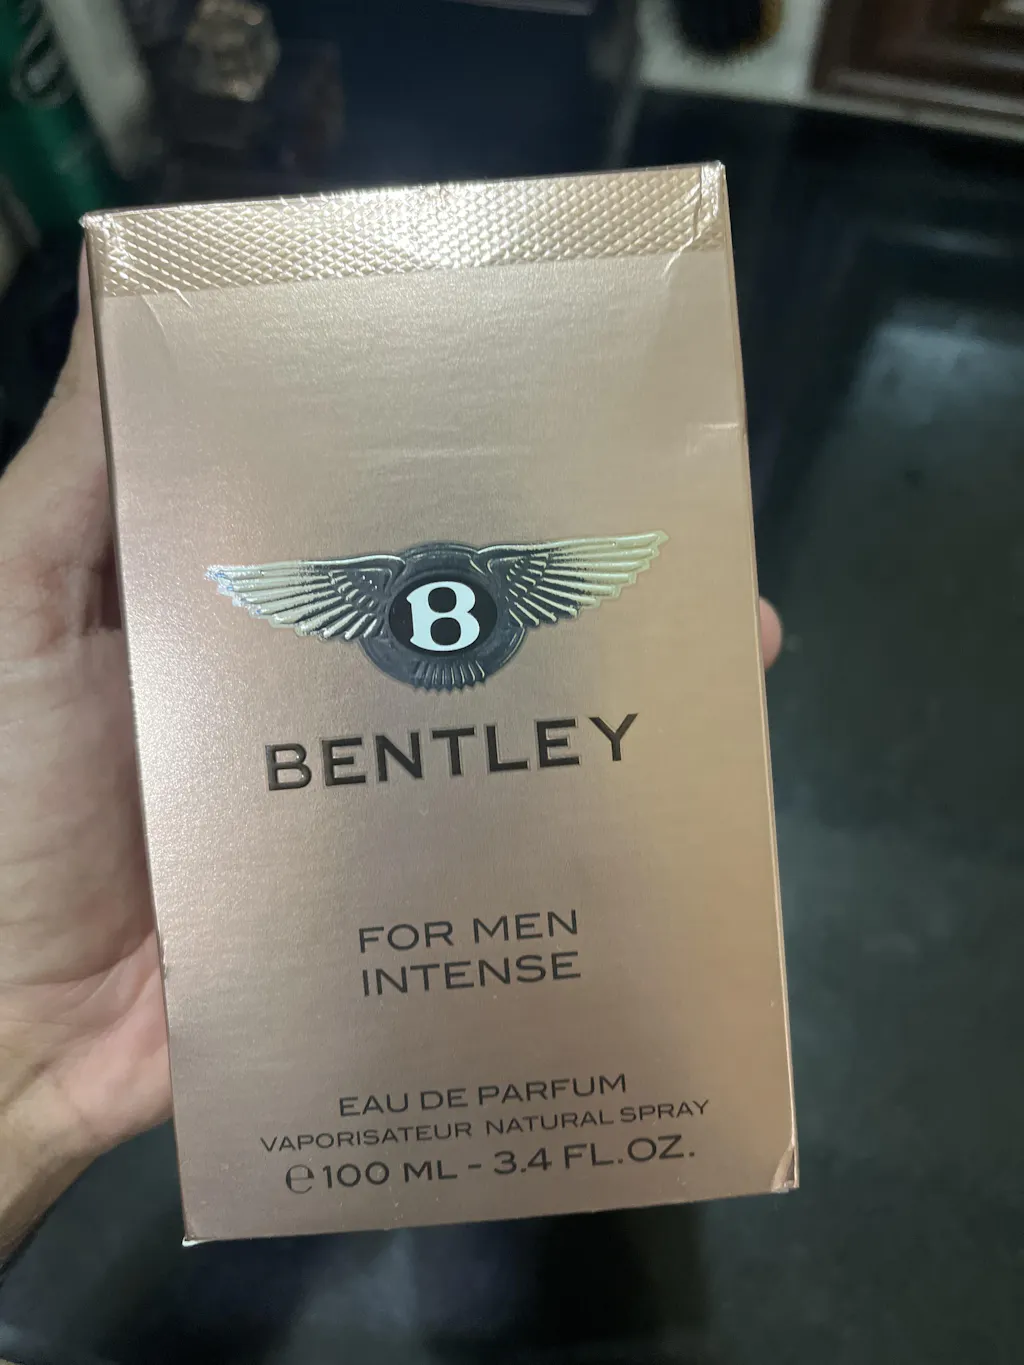 B
BENTLEY
FOR MEN
INTENSE
EAU DE PARFUM
VAPORISATEUR NATURAL SPRAY
℮100 ML - 3.4 FL.OZ.